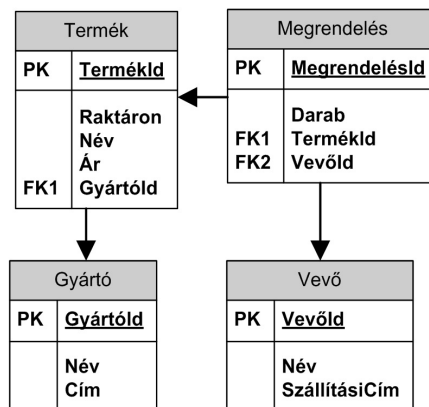 Termék
PK TermékId
Raktáron
Név
Ár
FK1 GyártóId
Megrendelés
PK MegrendelésId
Darab
FK1 TermékId
FK2 VevőId
Gyártó
PK GyártóId
Név
Cím
Vevő
PK VevőId
Név
SzállításiCím